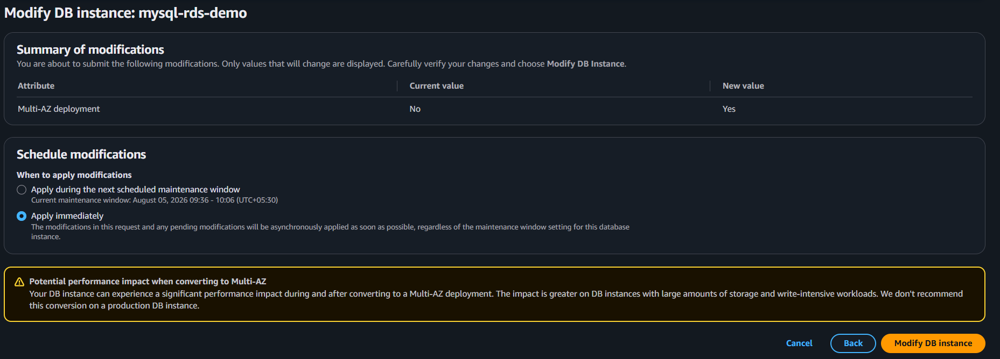 Modify DB instance: mysql-rds-demo
Summary of modifications
You are about to submit the following modifications. Only values that will change are displayed. Carefully verify your changes and choose Modify DB Instance.
Attribute Current value New value
Multi-AZ deployment No Yes
Schedule modifications
When to apply modifications
Apply during the next scheduled maintenance window
Current maintenance window: August 05, 2026 09:36 - 10:06 (UTC+05:30)
Apply immediately
The modifications in this request and any pending modifications will be asynchronously applied as soon as possible, regardless of the maintenance window setting for this database
instance.
Potential performance impact when converting to Multi-AZ
Your DB instance can experience a significant performance impact during and after converting to a Multi-AZ deployment. The impact is greater on DB instances with large amounts of storage and write-intensive workloads. We don't recommend
this conversion on a production DB instance.
Cancel Back Modify DB instance